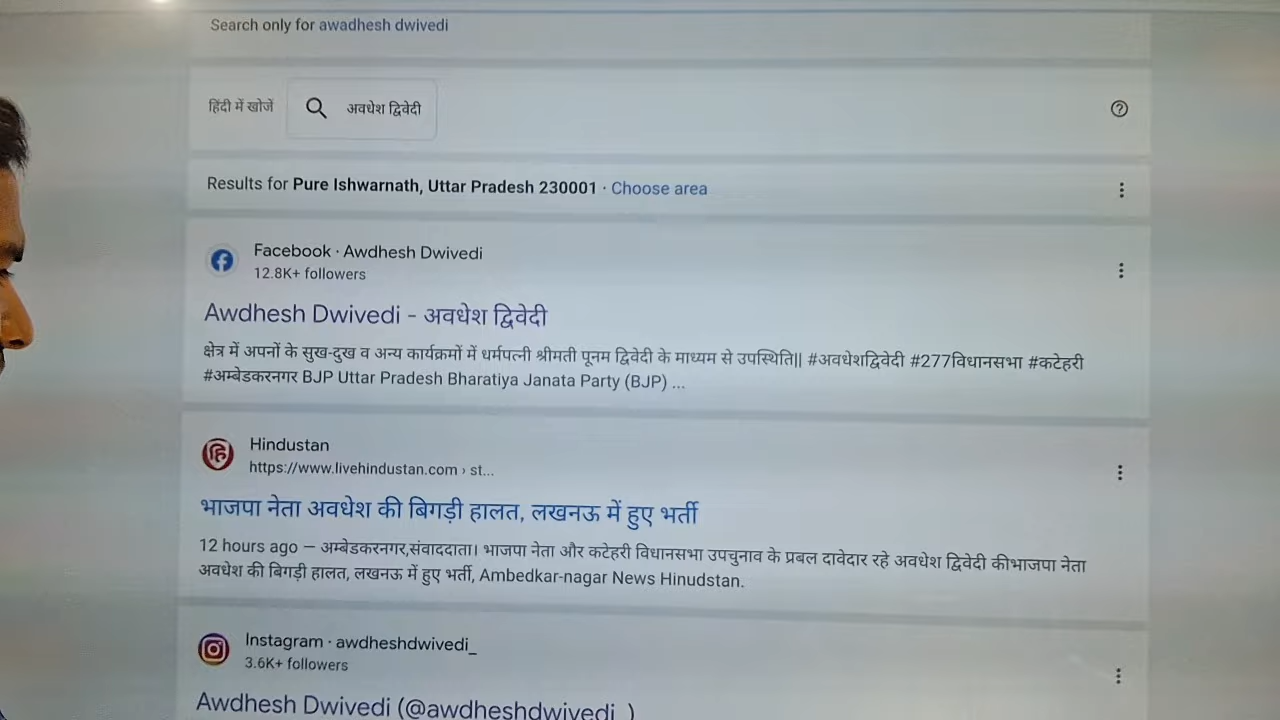 Search only for awadhesh dwivedi
हिंदी में खोजें
अवधेश द्विवेदी
Results for Pure Ishwarnath, Uttar Pradesh 230001 · Choose area
Facebook · Awdhesh Dwivedi
12.8K+ followers
Awdhesh Dwivedi - अवधेश द्विवेदी
क्षेत्र में अपनों के सुख-दुख व अन्य कार्यक्रमों में धर्मपत्नी श्रीमती पूनम द्विवेदी के माध्यम से उपस्थिति|| #अवधेशद्विवेदी #277विधानसभा #कटेहरी
#अम्बेडकरनगर BJP Uttar Pradesh Bharatiya Janata Party (BJP) ...
Hindustan
https://www.livehindustan.com › st...
भाजपा नेता अवधेश की बिगड़ी हालत, लखनऊ में हुए भर्ती
12 hours ago — अम्बेडकरनगर,संवाददाता। भाजपा नेता और कटेहरी विधानसभा उपचुनाव के प्रबल दावेदार रहे अवधेश द्विवेदी कीभाजपा नेता
अवधेश की बिगड़ी हालत, लखनऊ में हुए भर्ती, Ambedkar-nagar News Hinudstan.
Instagram · awdheshdwivedi_
3.6K+ followers
Awdhesh Dwivedi (@awdheshdwivedi_)